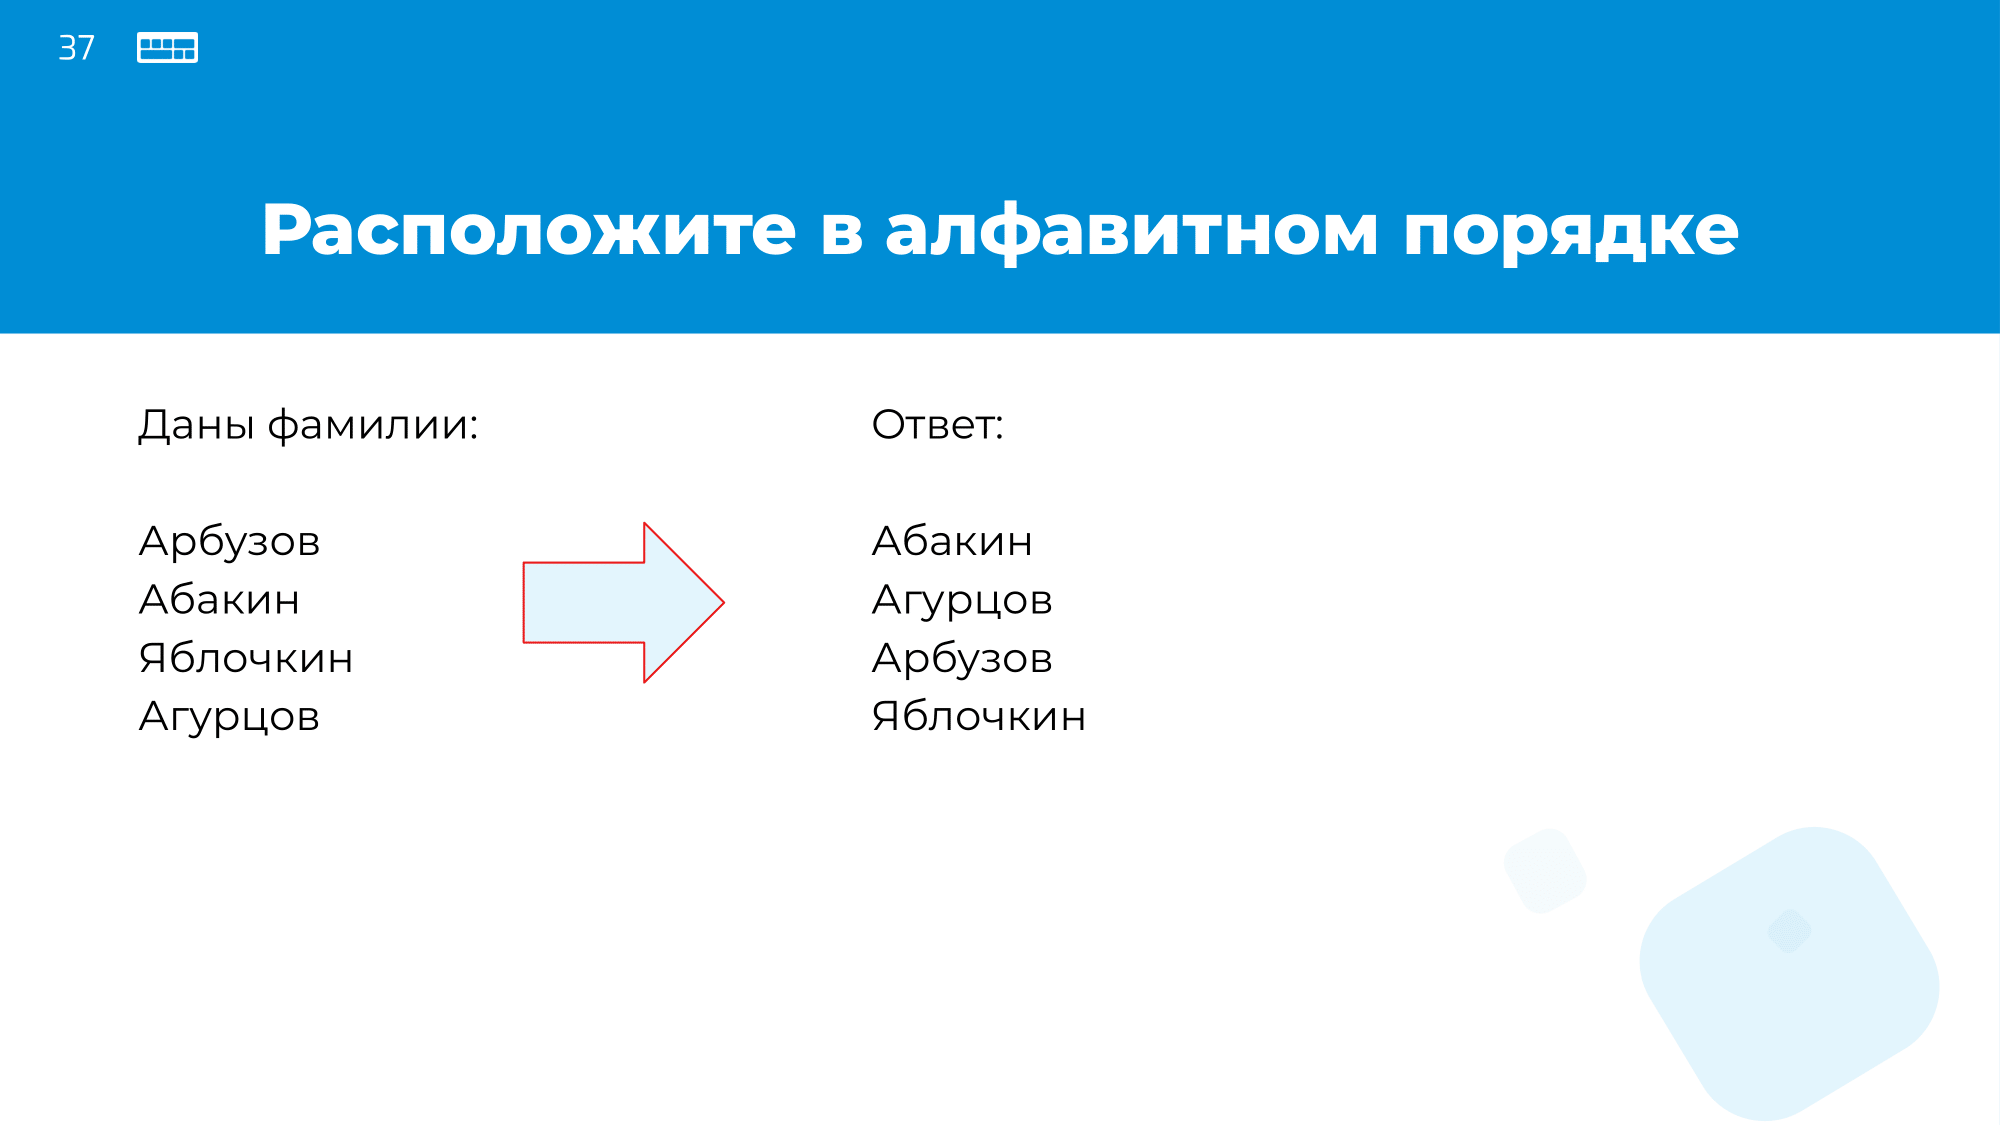 37
Расположите в алфавитном порядке
Даны фамилии:
Арбузов
Абакин
Яблочкин
Агурцов
Ответ:
Абакин
Агурцов
Арбузов
Яблочкин